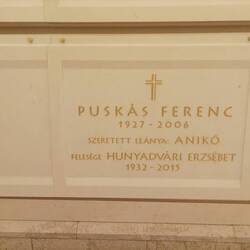 PUSKÁS FERENC
1927-2006
SZERETETT LEÁNYA: ANIKÓ
FELESÉGE HUNYADVÁRI ERZSÉBET
1932-2015